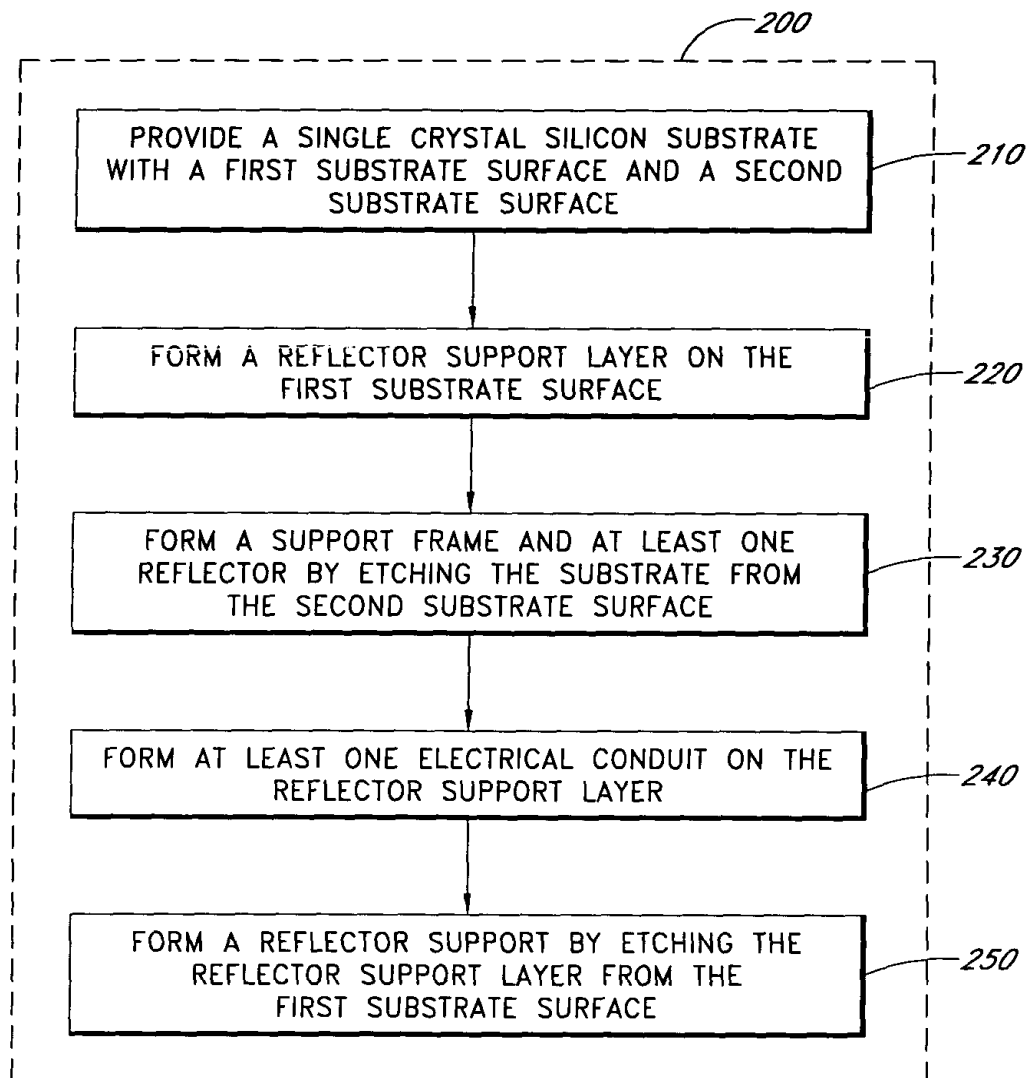 200
PROVIDE A SINGLE CRYSTAL SILICON SUBSTRATE
WITH A FIRST SUBSTRATE SURFACE AND A SECOND
SUBSTRATE SURFACE
210
FORM A REFLECTOR SUPPORT LAYER ON THE
FIRST SUBSTRATE SURFACE
220
FORM A SUPPORT FRAME AND AT LEAST ONE
REFLECTOR BY ETCHING THE SUBSTRATE FROM
THE SECOND SUBSTRATE SURFACE
230
FORM AT LEAST ONE ELECTRICAL CONDUIT ON THE
REFLECTOR SUPPORT LAYER
240
FORM A REFLECTOR SUPPORT BY ETCHING THE
REFLECTOR SUPPORT LAYER FROM THE
FIRST SUBSTRATE SURFACE
250